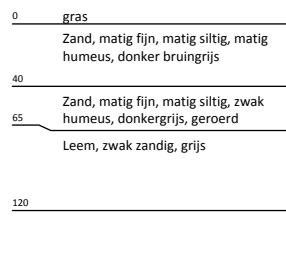 0 gras
Zand, matig fijn, matig siltig, matig
humeus, donker bruingrijs
40
Zand, matig fijn, matig siltig, zwak
65 humeus, donkergrijs, geroerd
Leem, zwak zandig, grijs
120